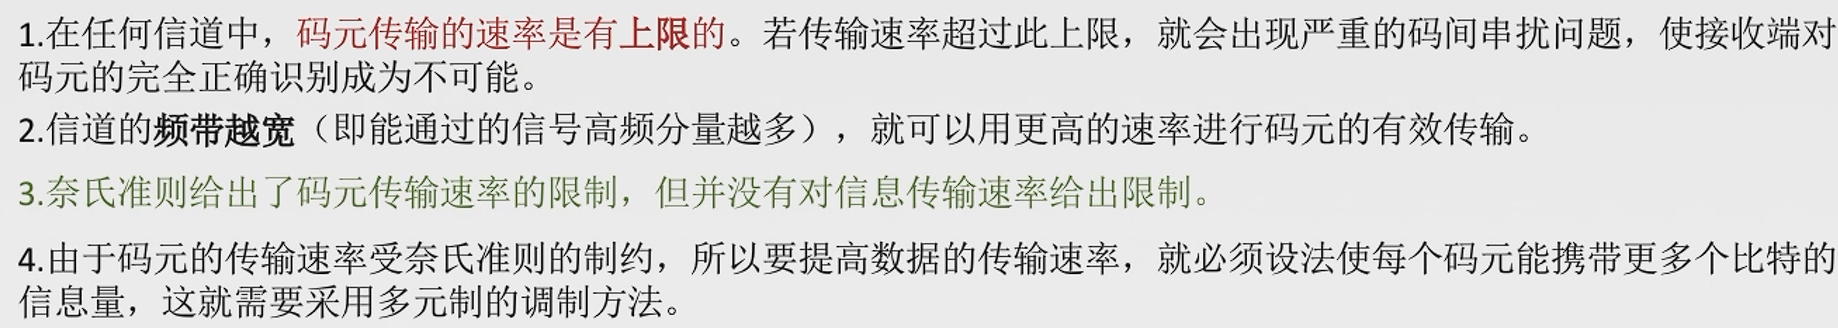 1.在任何信道中，码元传输的速率是有上限的。若传输速率超过此上限，就会出现严重的码间串扰问题，使接收端对
码元的完全正确识别成为不可能。
2.信道的频带越宽（即能通过的信号高频分量越多），就可以用更高的速率进行码元的有效传输。
3.奈氏准则给出了码元传输速率的限制，但并没有对信息传输速率给出限制。
4.由于码元的传输速率受奈氏准则的制约，所以要提高数据的传输速率，就必须设法使每个码元能携带更多个比特的
信息量，这就需要采用多元制的调制方法。